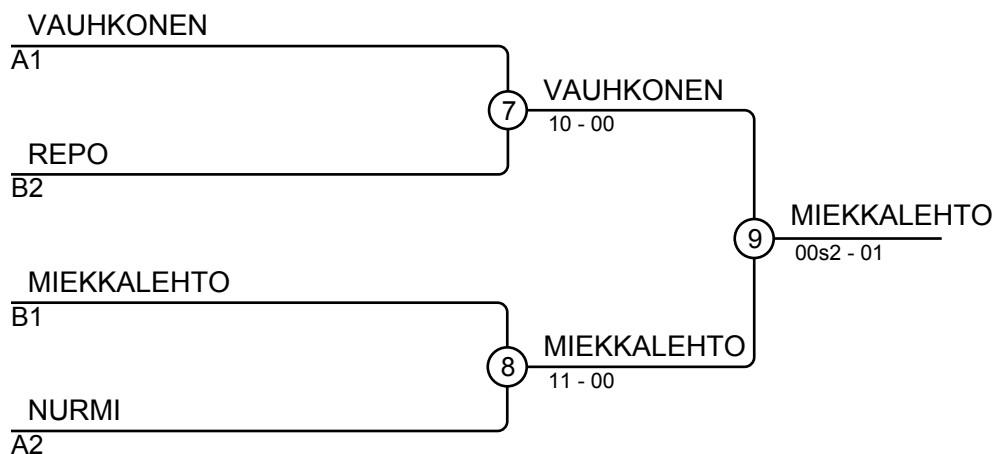 VAUHKONEN
A1
7
VAUHKONEN
10 - 00
REPO
B2
9
MIEKKALEHTO
00s2 - 01
MIEKKALEHTO
B1
8
MIEKKALEHTO
11 - 00
NURMI
A2